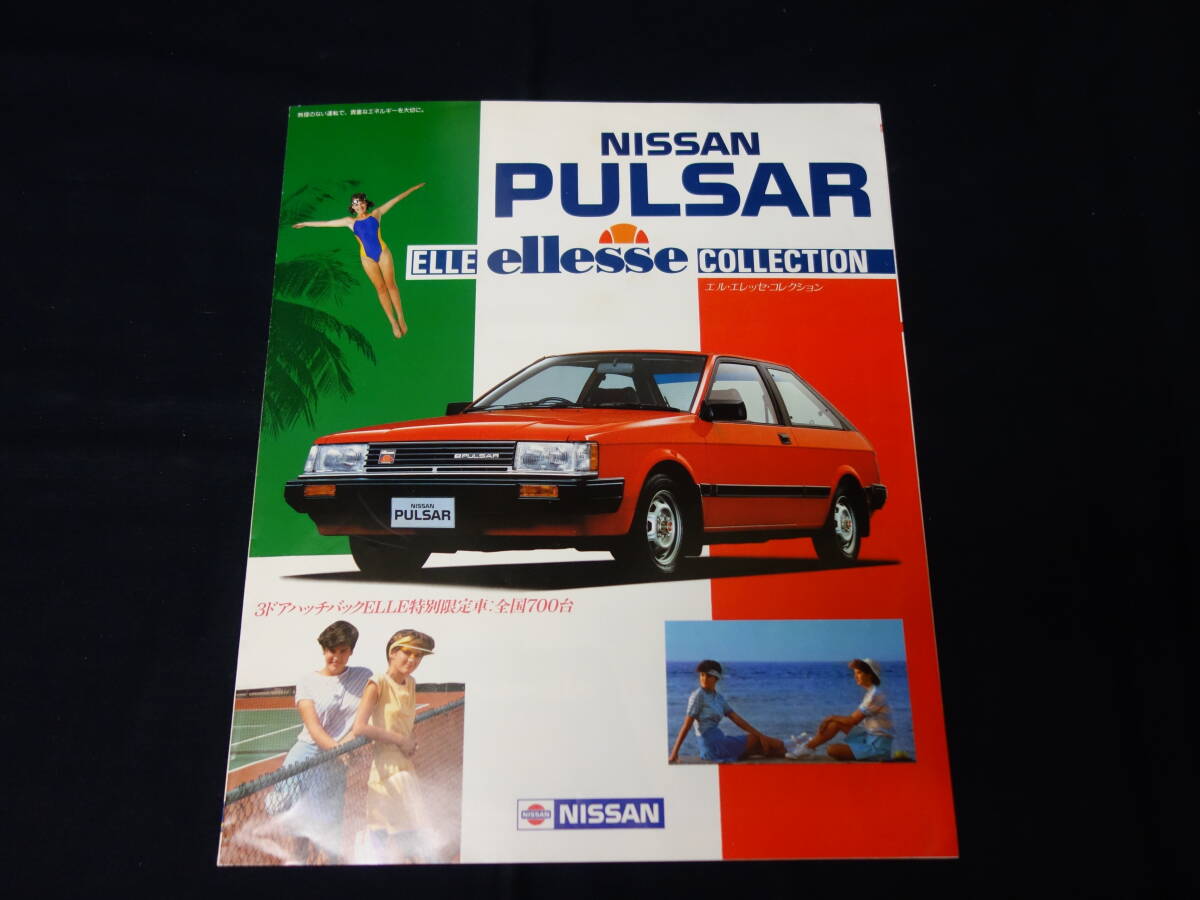 無理のない運転で、貴重なエネルギーを大切に。
NISSAN
PULSAR
ELLE ellesse COLLECTION
エル・エレッセ・コレクション
PULSAR
NISSAN
PULSAR
3ドアハッチバックELLE特別限定車:全国700台
NISSAN NISSAN